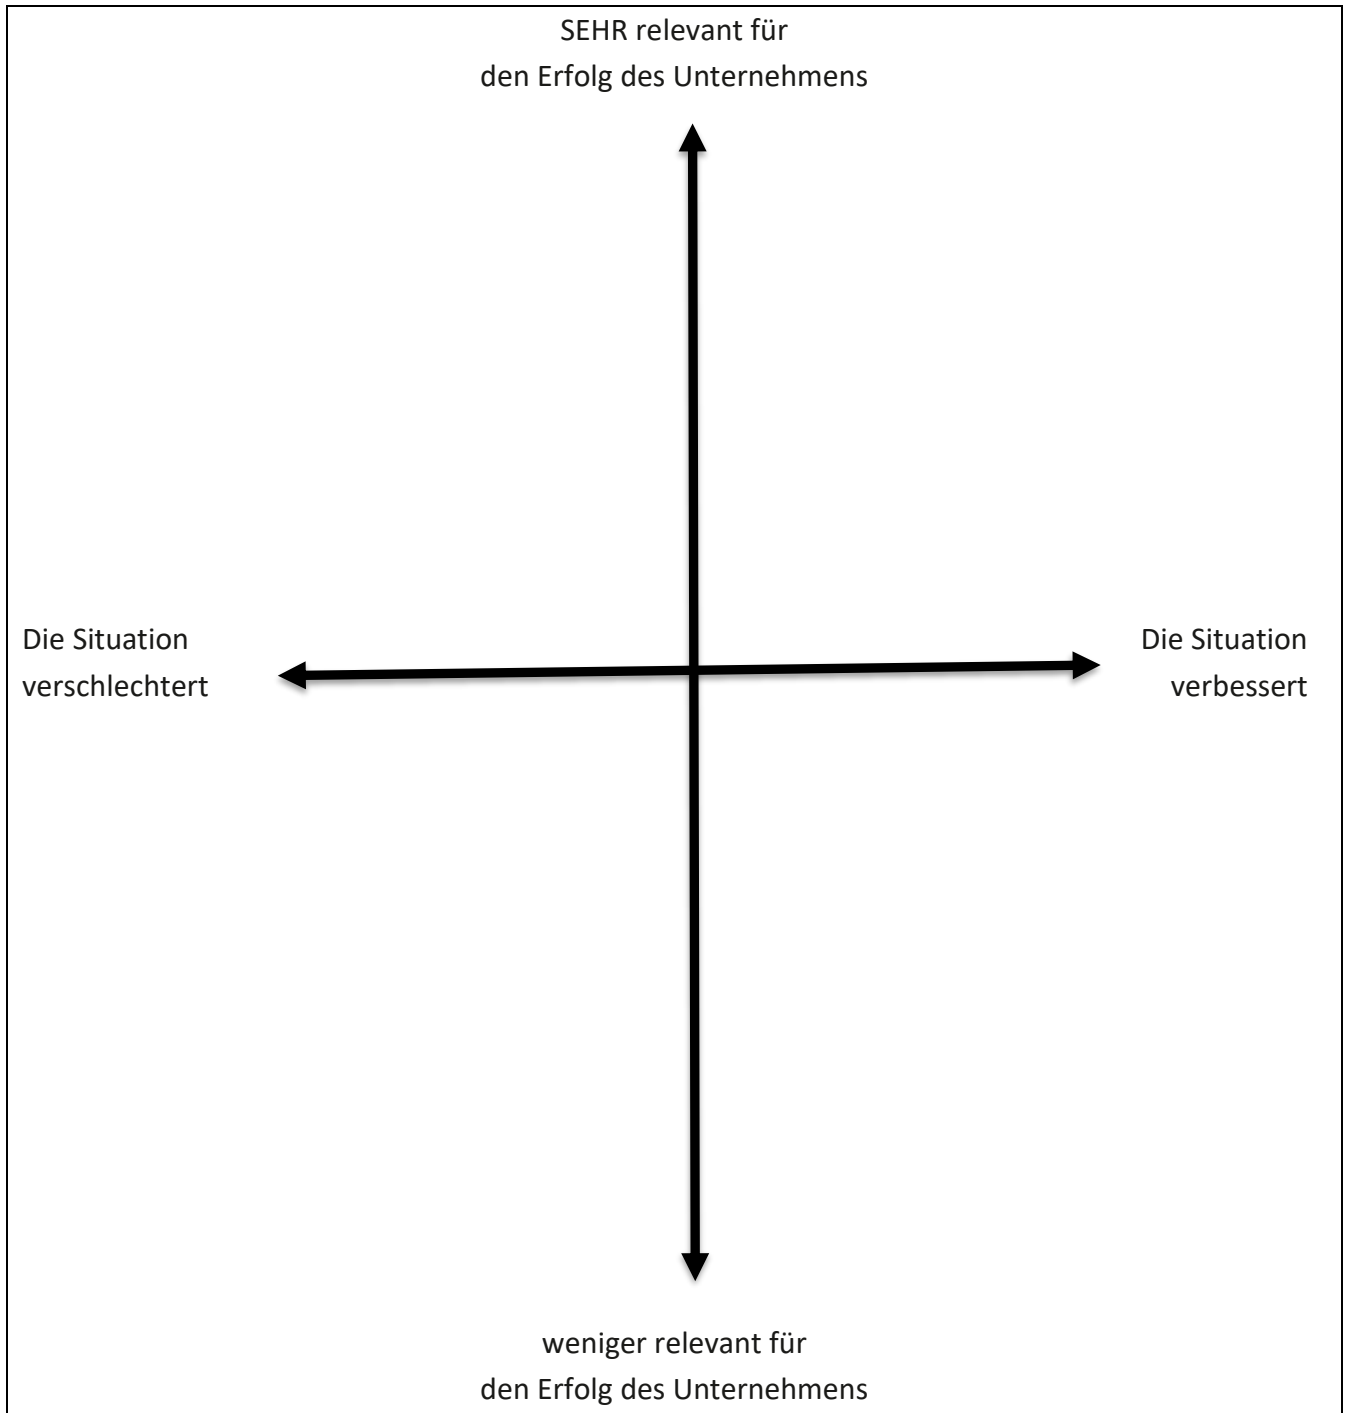 SEHR relevant für
den Erfolg des Unternehmens
Die Situation
verschlechtert
Die Situation
verbessert
weniger relevant für
den Erfolg des Unternehmens